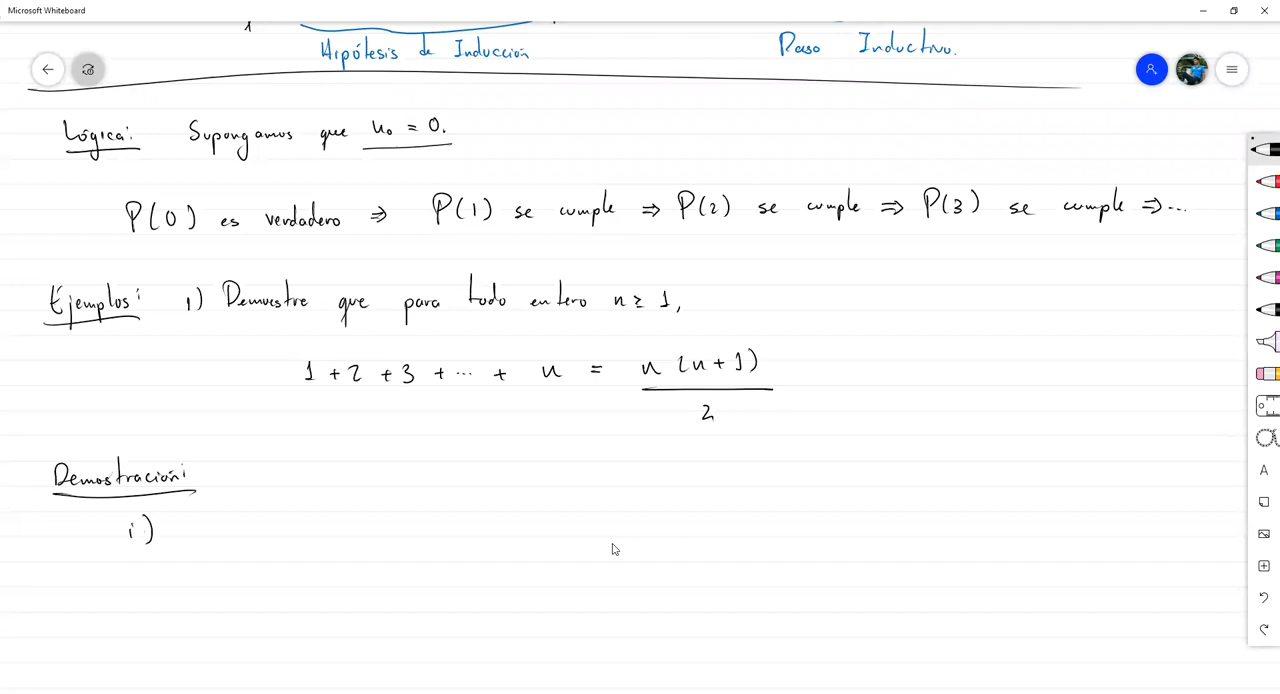 Microsoft Whiteboard
Hipótesis de Inducción
Paso Inductivo.
Lógica: Supongamos que n₀ = 0.
P(0) es verdadero ⇒ P(1) se cumple ⇒ P(2) se cumple ⇒ P(3) se cumple ⇒ ...
Ejemplos: 1) Demuestre que para todo entero n ≥ 1,
1 + 2 + 3 + ... + n = n(n+1)
2
Demostración:
i)
A